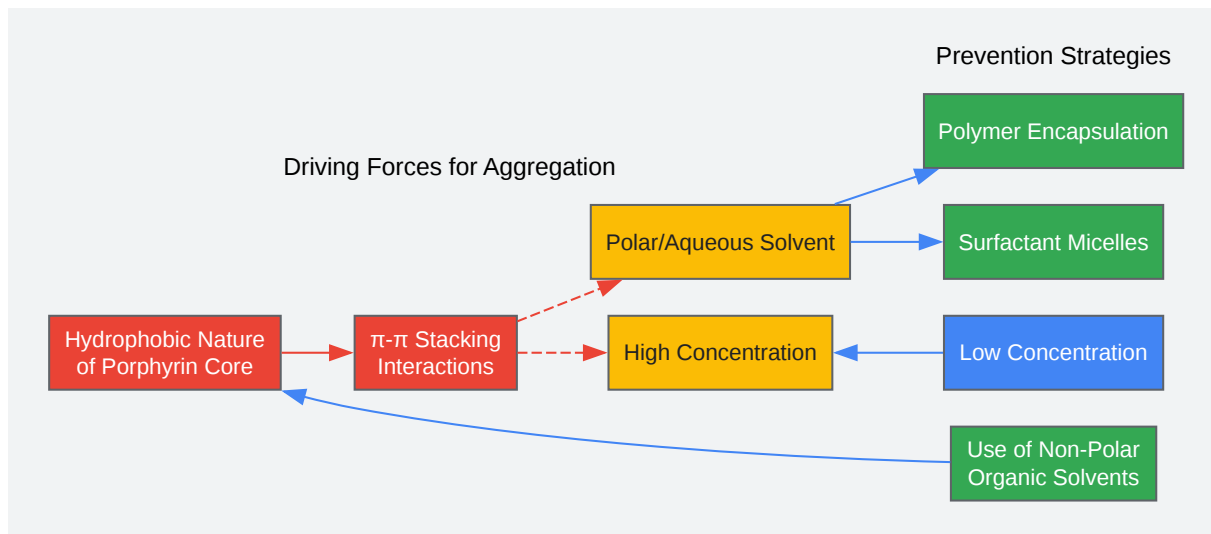 Prevention Strategies
Polymer Encapsulation
Driving Forces for Aggregation
Polar/Aqueous Solvent
Surfactant Micelles
Hydrophobic Nature
of Porphyrin Core
π-π Stacking
Interactions
High Concentration
Low Concentration
Use of Non-Polar
Organic Solvents